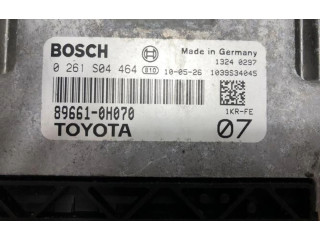 BOSCH
Made in Germany
1324 0297
0 261 S04 464 010 10-05-26 1039S34045
89661-0H070
1KR-FE
TOYOTA 07